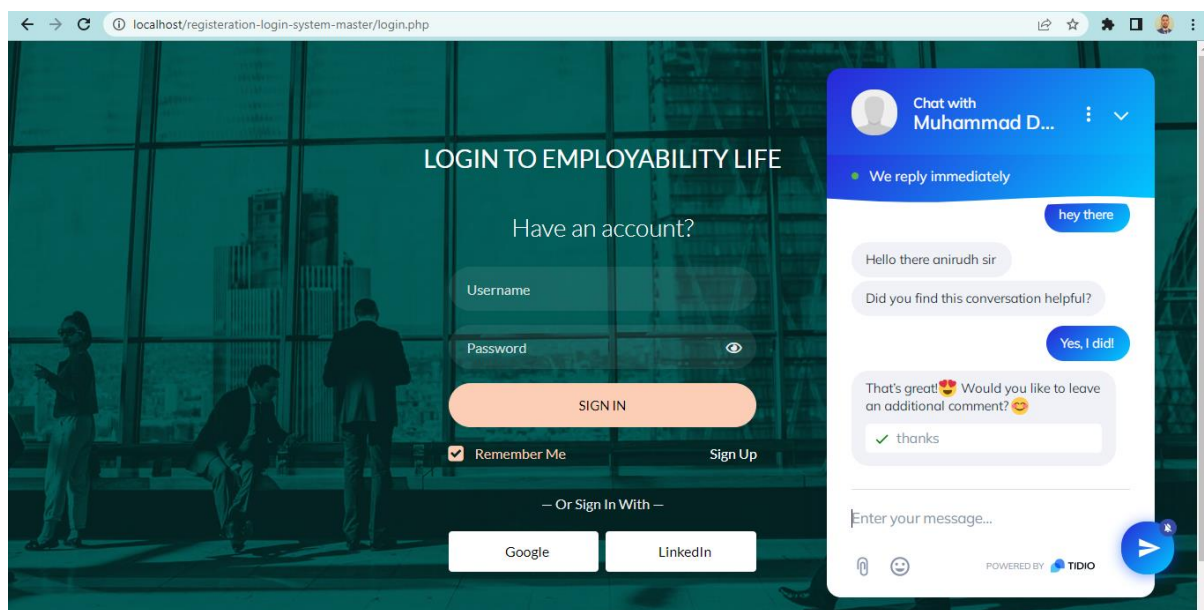 localhost/registeration-login-system-master/login.php
LOGIN TO EMPLOYABILITY LIFE
Have an account?
Username
Password
SIGN IN
Remember Me
Sign Up
— Or Sign In With —
Google
LinkedIn
Chat with
Muhammad D...
We reply immediately
hey there
Hello there anirudh sir
Did you find this conversation helpful?
Yes, I did!
That's great!😍 Would you like to leave
an additional comment?😊
thanks
Enter your message...
POWERED BY TIDIO